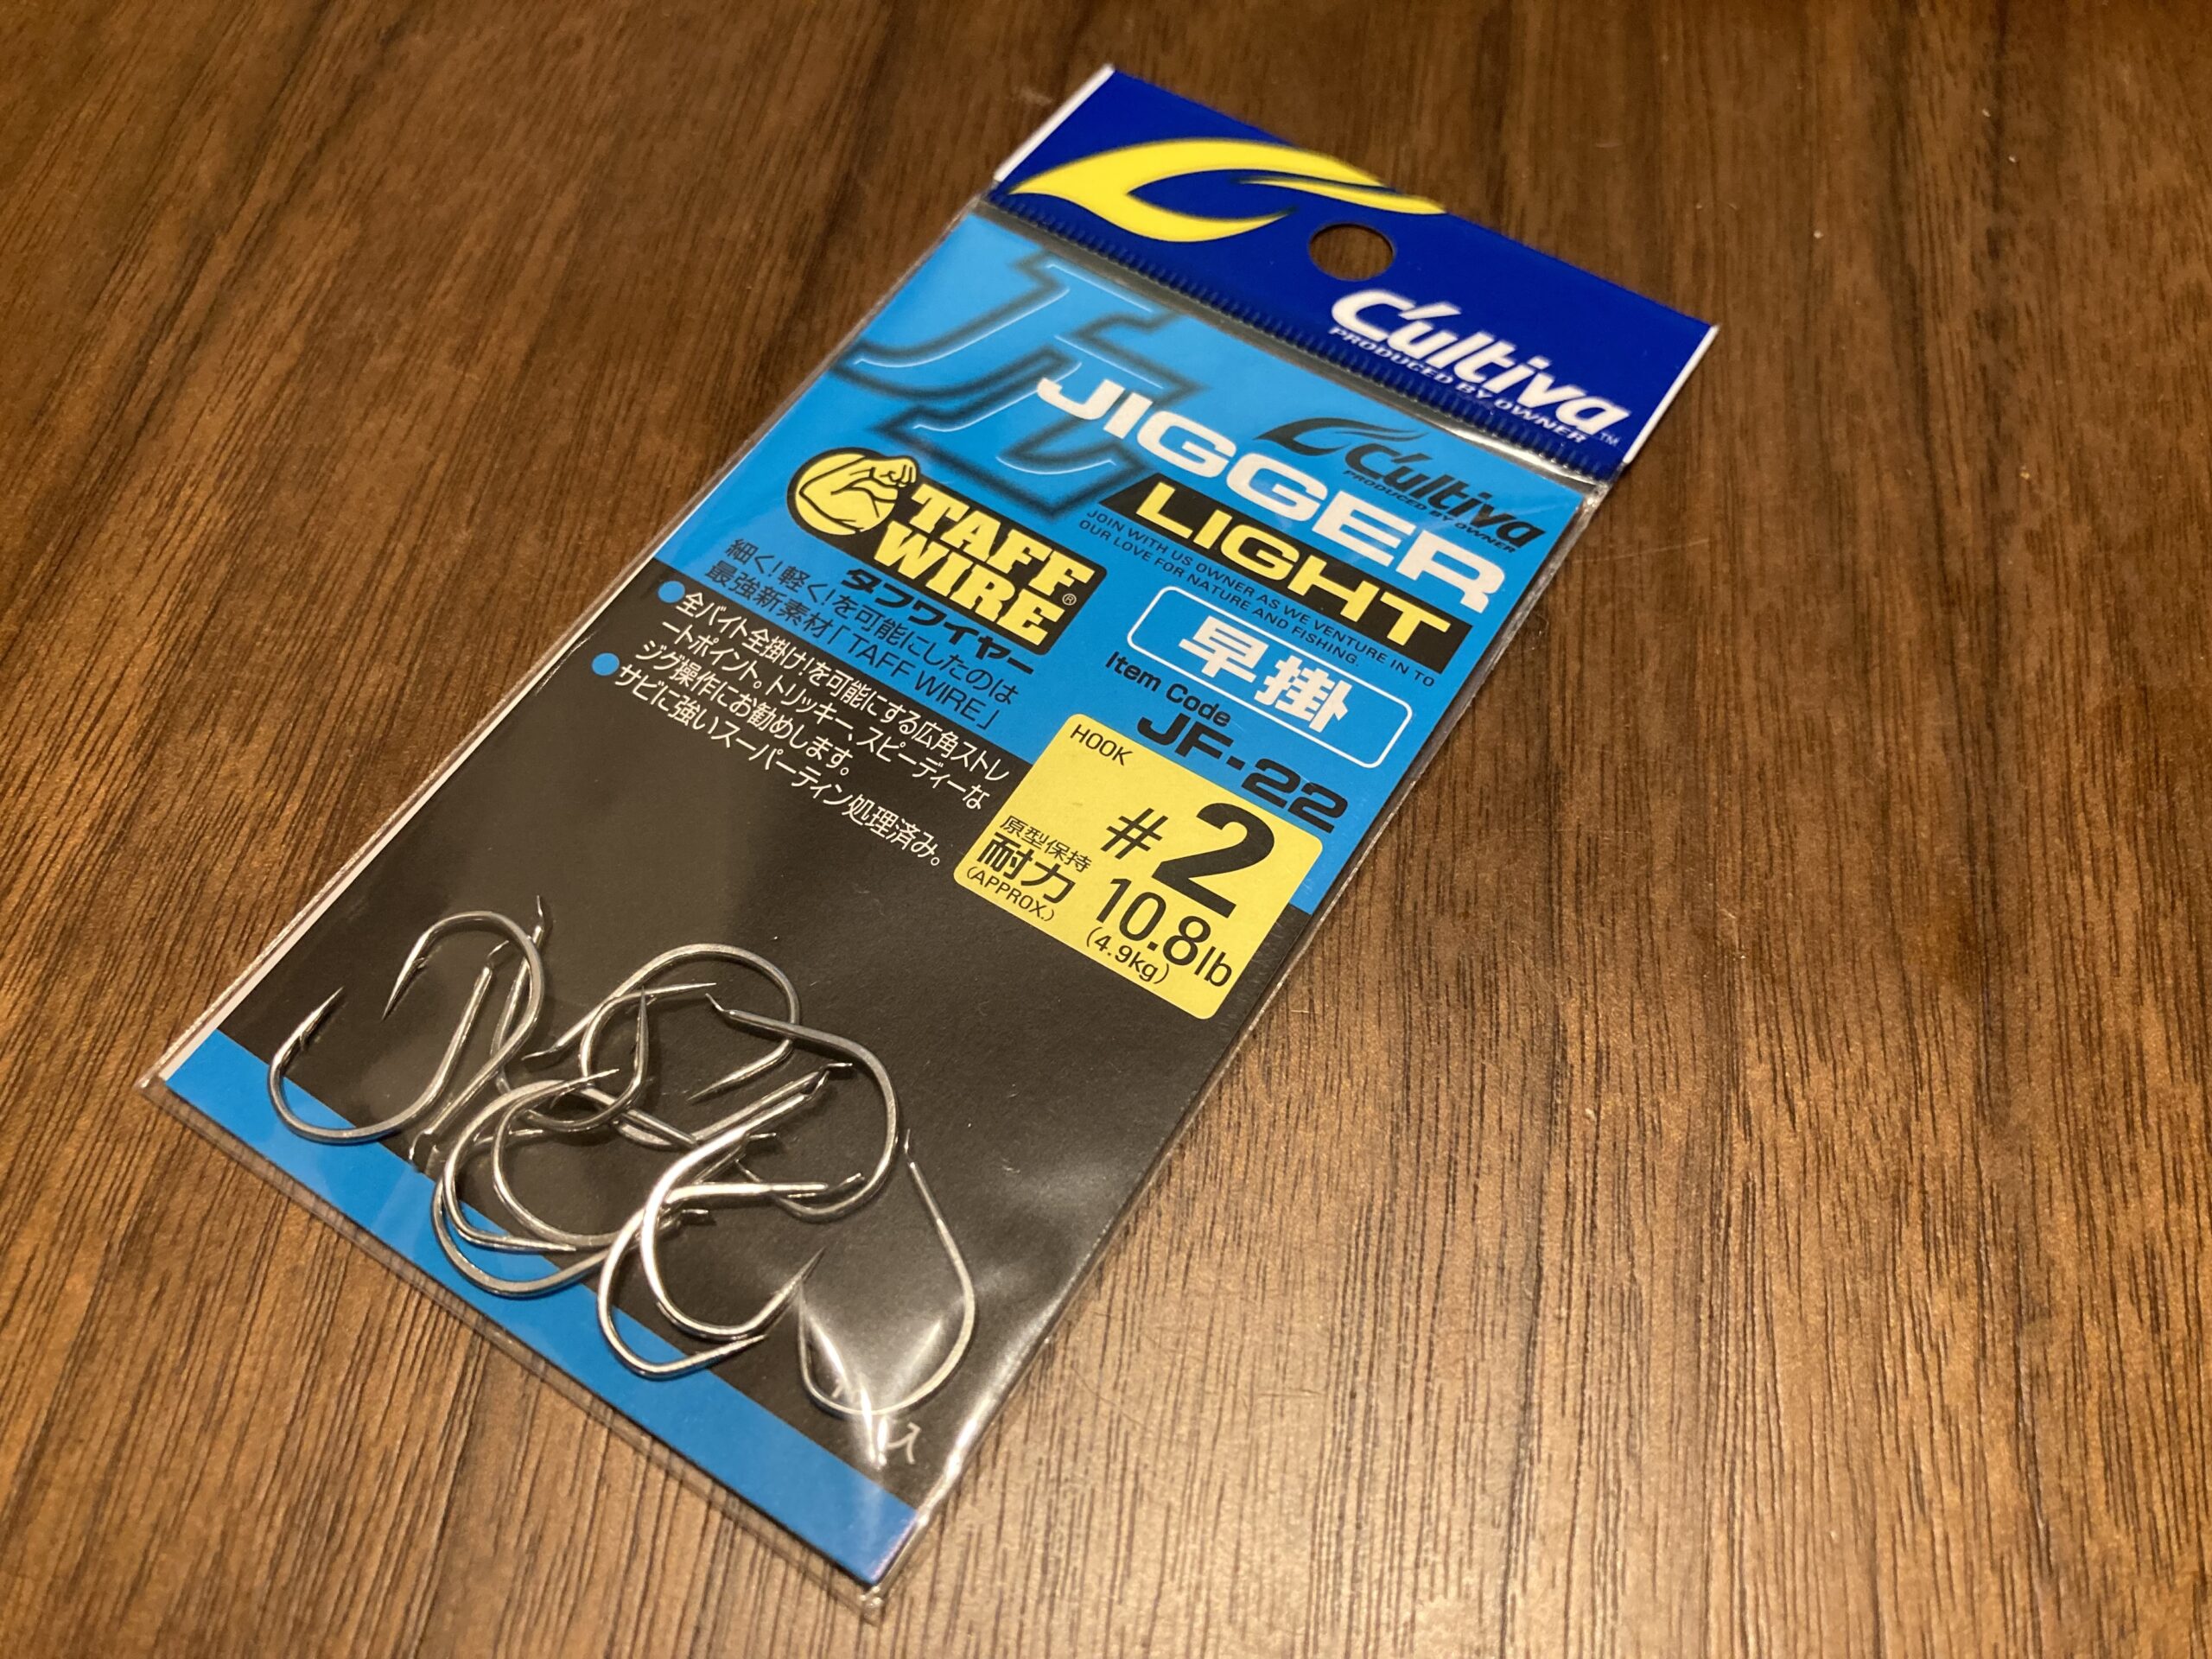 C'ultiva
PRODUCED BY OWNER™
JL
C'ultiva
PRODUCED BY OWNER
JIGGER
LIGHT
JOIN WITH US OWNER AS WE VENTURE IN TO
OUR LOVE FOR NATURE AND FISHING.
TAFF
WIRE®
タフワイヤー
細く!軽く!を可能にしたのは
最強新素材「TAFF WIRE」
早掛
Item Code
JF-22
●全バイト全掛け!を可能にする広角ストレ
ートポイント。トリッキー、スピーディーな
ジグ操作にお勧めします。
●サビに強いスーパーティン処理済み。
HOOK
#2
原型保持
耐力
(APPROX.)
10.8lb
(4.9kg)
入